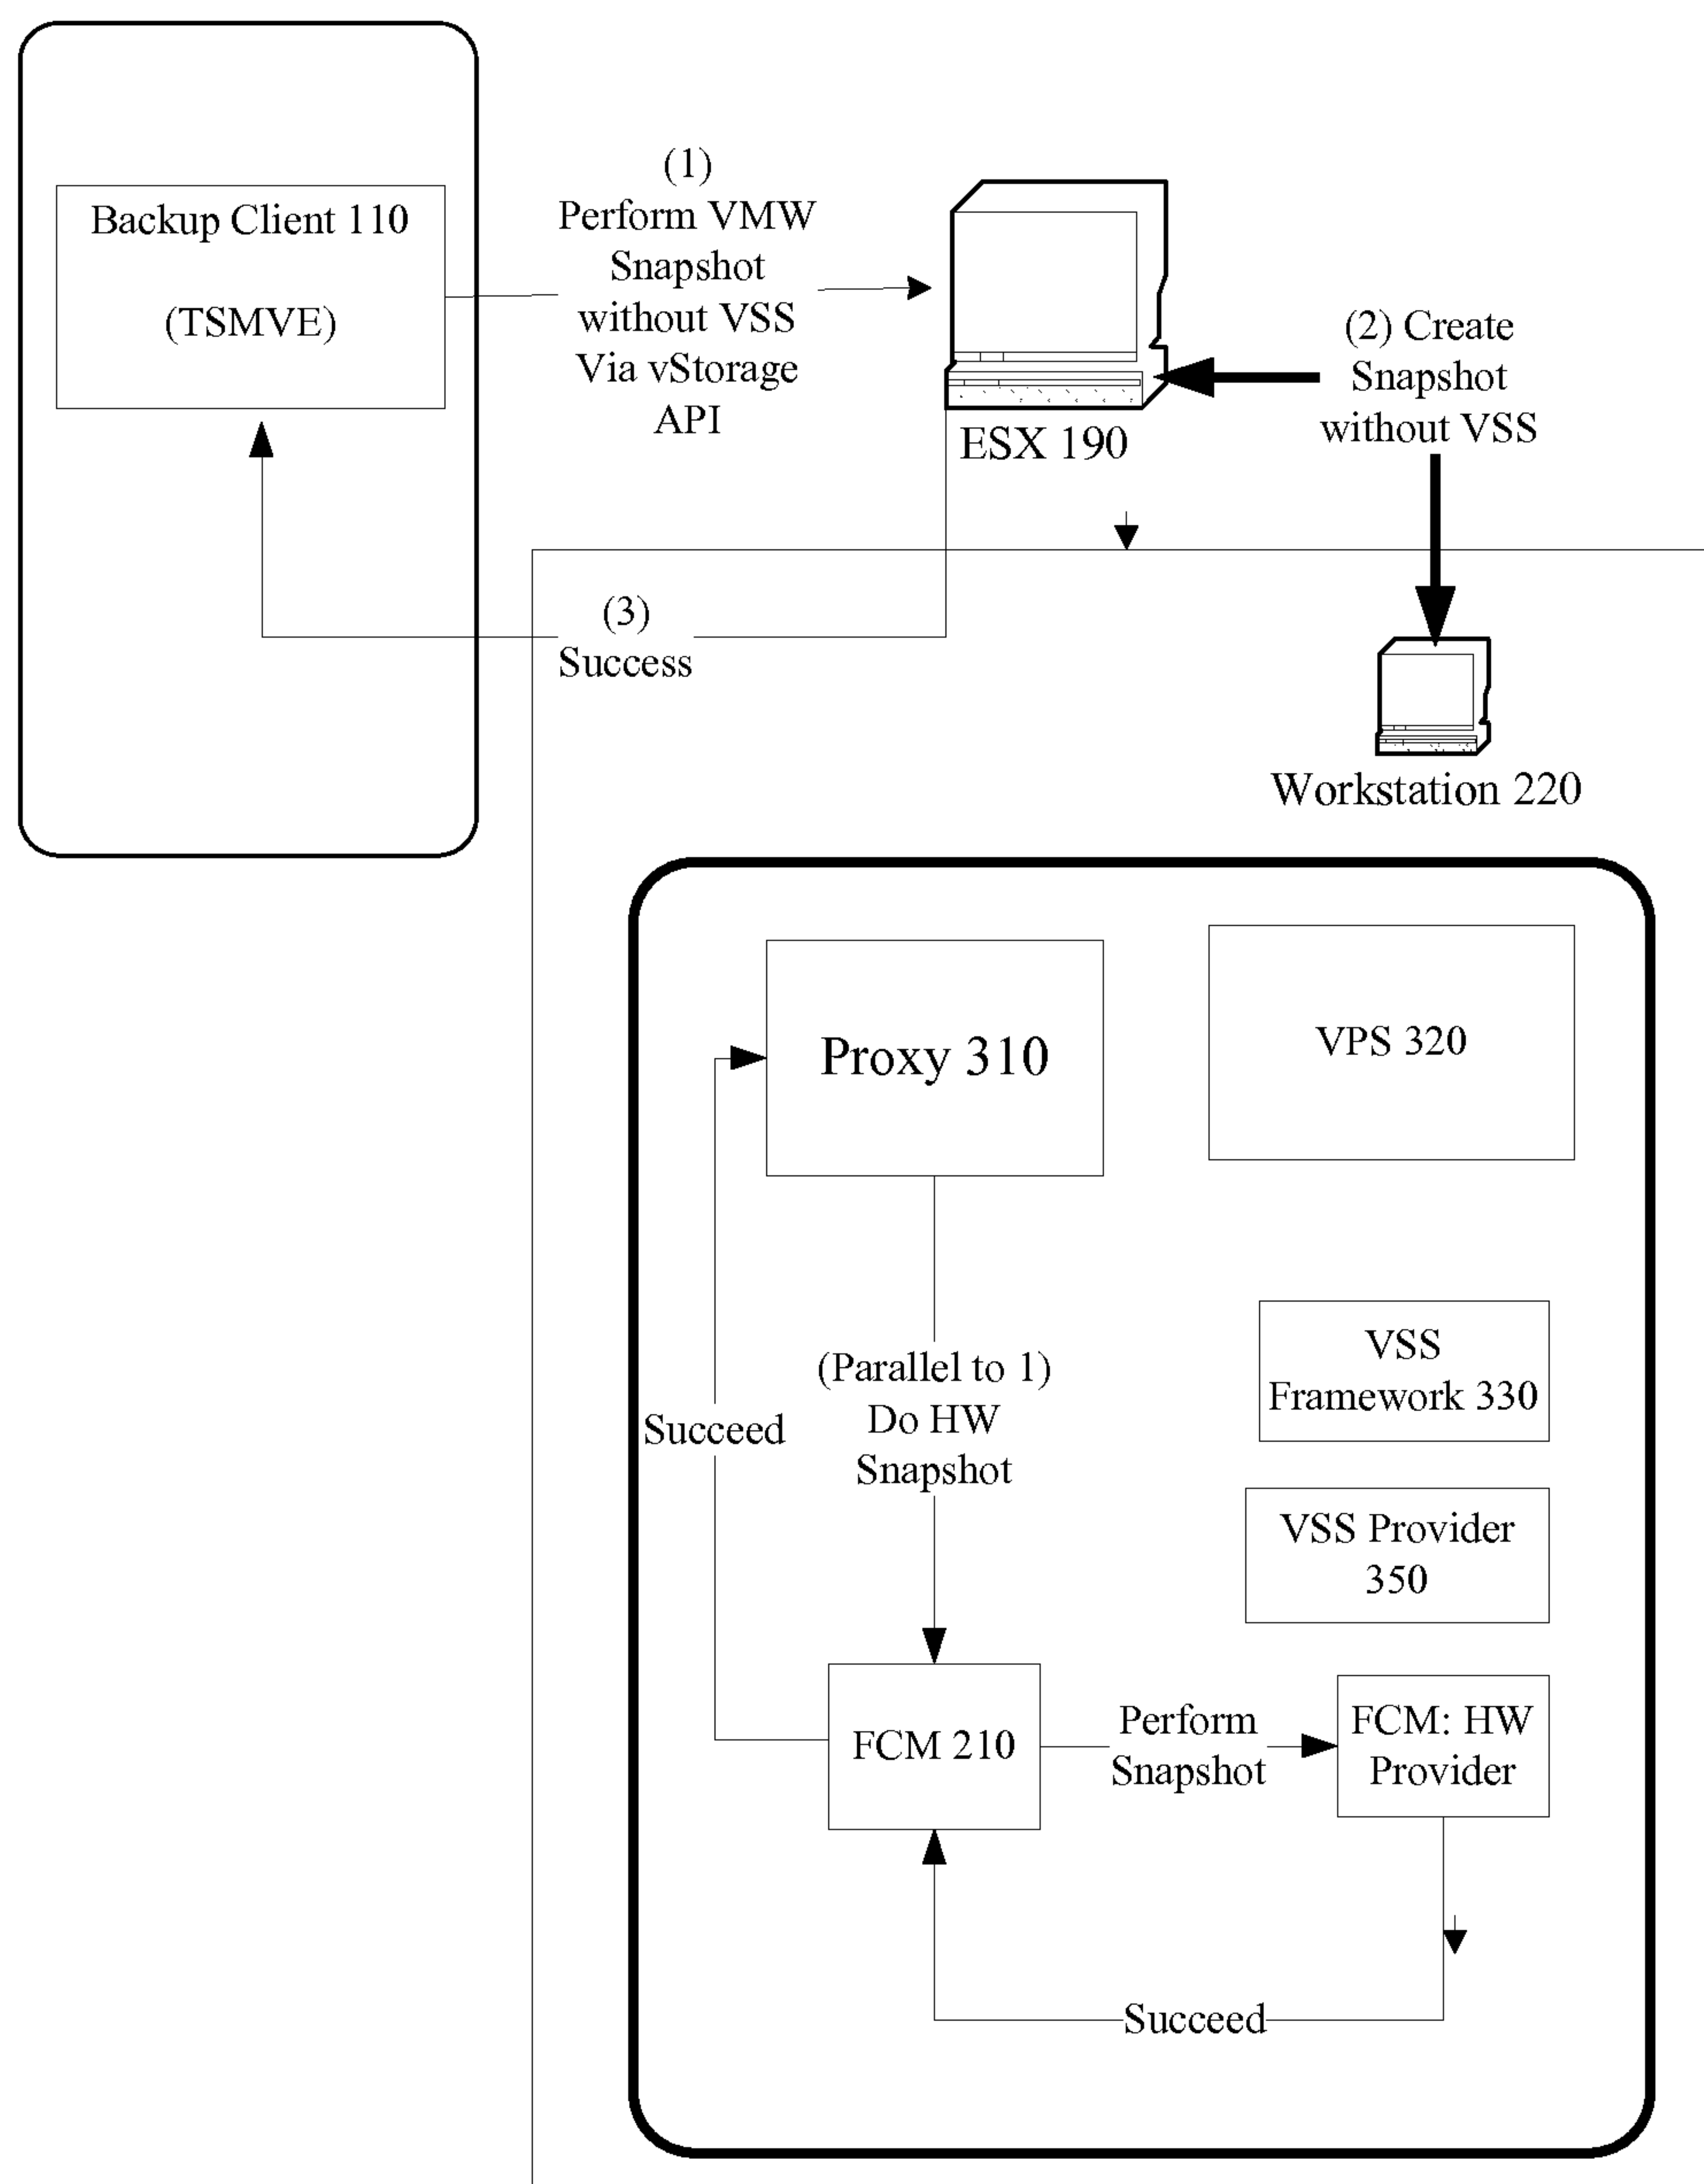 Backup Client 110
(TSMVE)
(1)
Perform VMW
Snapshot
without VSS
Via vStorage
API
ESX 190
(2) Create
Snapshot
without VSS
(3)
Success
Workstation 220
Proxy 310
VPS 320
(Parallel to 1)
Do HW
Snapshot
Succeed
VSS
Framework 330
VSS Provider
350
FCM 210
Perform
Snapshot
FCM: HW
Provider
Succeed